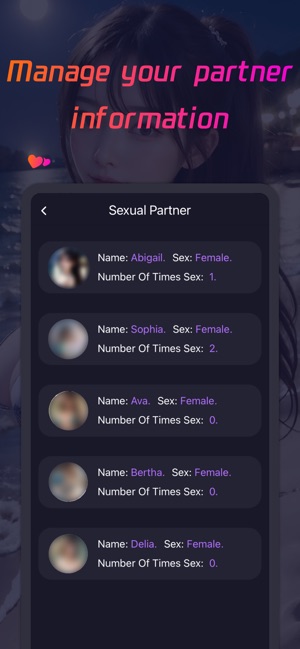 Manage your partner
information
Sexual Partner
Name: Abigail. Sex: Female.
Number Of Times Sex: 1.
Name: Sophia. Sex: Female.
Number Of Times Sex: 2.
Name: Ava. Sex: Female.
Number Of Times Sex: 0.
Name: Bertha. Sex: Female.
Number Of Times Sex: 0.
Name: Delia. Sex: Female.
Number Of Times Sex: 0.